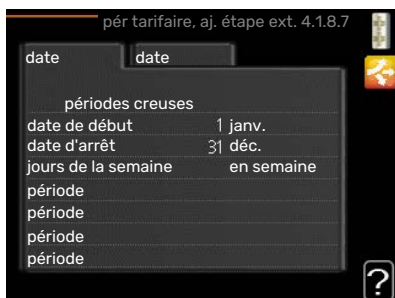 pér tarifaire, aj. étape ext. 4.1.8.7
date date
périodes creuses
date de début 1 janv.
date d'arrêt 31 déc.
jours de la semaine en semaine
période
période
période
période
?